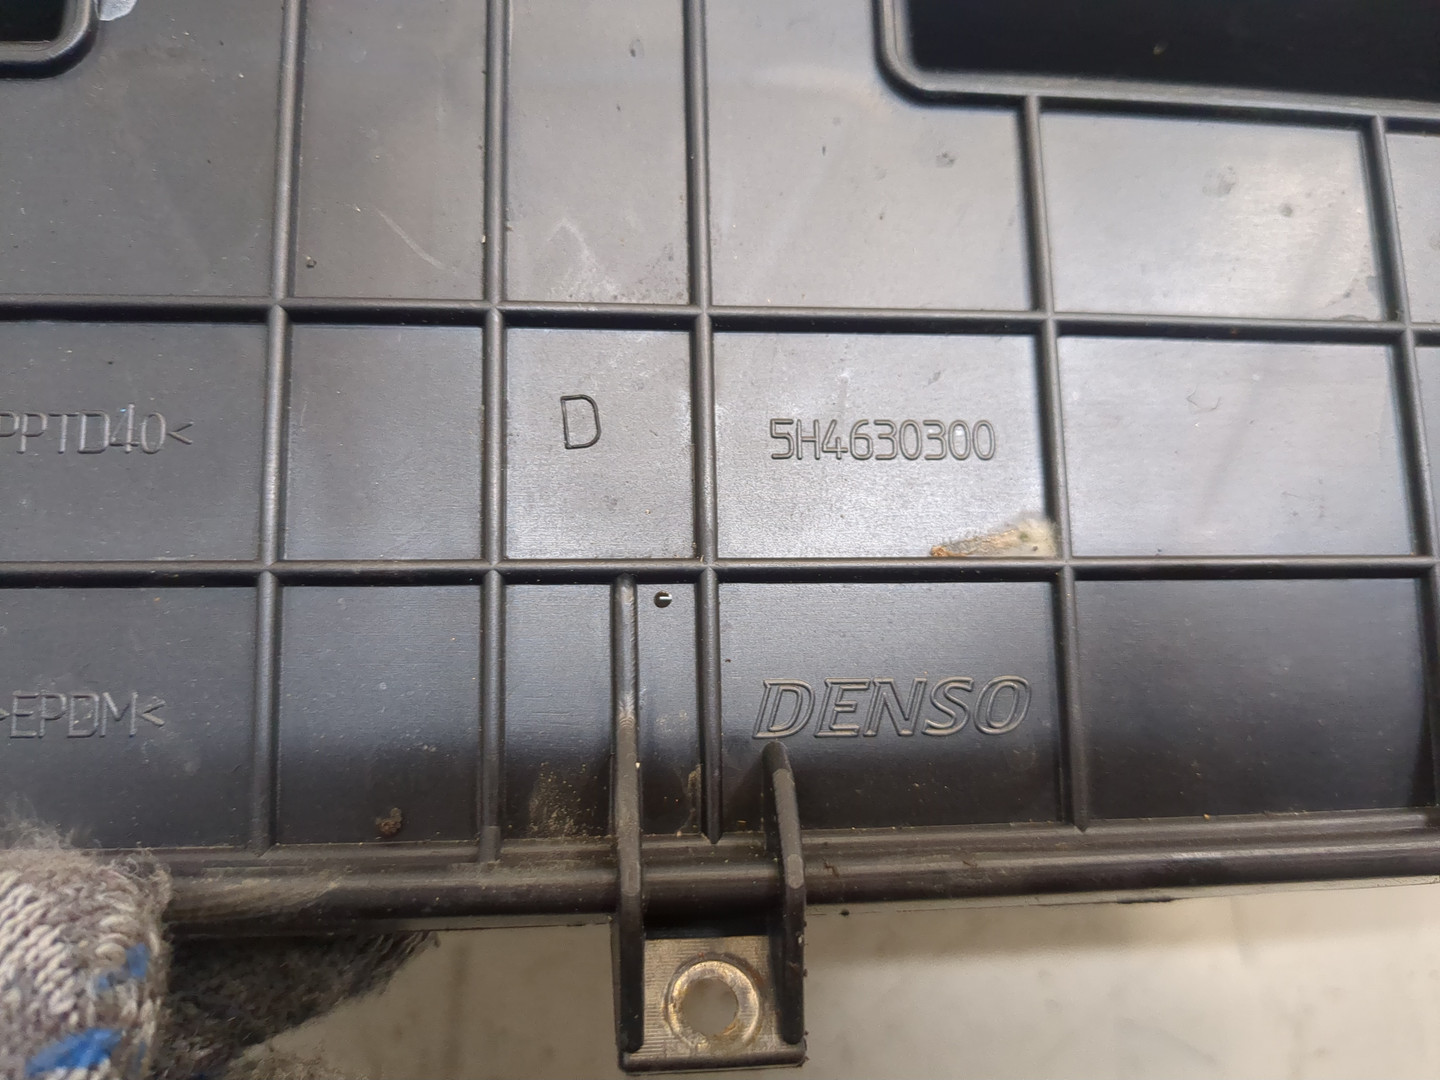 PPTD40<
D
5H4630300
>EPDM<
DENSO